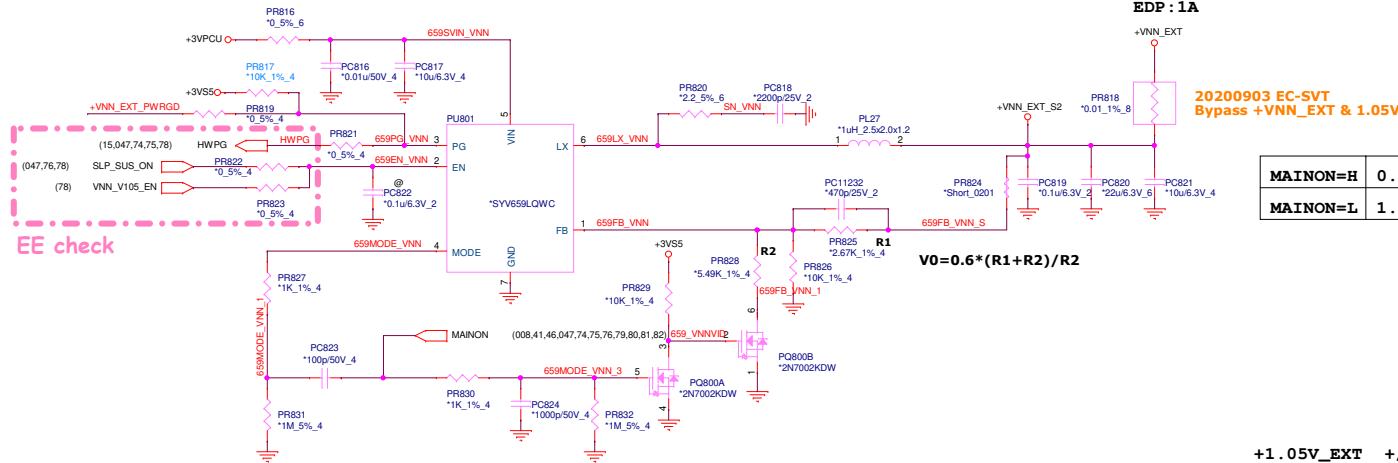 EDP:1A
PR816
*0_5%_6
659SVIN_VNN
+VNN_EXT
+3VPCU
PR817
*10K_1%_4
PC816
*0.01u/50V_4
PC817
*10u/6.3V_4
PR820
*2.2_5%_6
SN_VNN
PC818
*2200p/25V_2
PR818
*0.01_1%_8
20200903 EC-SVT
Bypass +VNN_EXT & 1.05V
+3VS5
+VNN_EXT_PWRGD
PR819
*0_5%_4
PU801
5
VIN
+VNN_EXT_S2
PL27
*1uH_2.5x2.0x1.2
1
2
(15,047,74,75,78)
HWPG
HWPG
PR821
*0_5%_4
659PG_VNN
3
PG
LX
6
659LX_VNN
(047,76,78)
SLP_SUS_ON
PR822
*0_5%_4
659EN_VNN
2
EN
(78)
VNN_V105_EN
PR823
*0_5%_4
@
PC822
*0.1u/6.3V_2
*SYV659LQWC
PC11232
*470p/25V_2
PR824
*Short_0201
PC819
*0.1u/6.3V_2
PC820
*22u/6.3V_6
PC821
*10u/6.3V_4
MAINON=H 0.
MAINON=L 1.
FB
1
659FB_VNN
659FB_VNN_S
PR825
*2.67K_1%_4
R1
EE check
659MODE_VNN
4
MODE
GND
7
+3VS5
PR828
*5.49K_1%_4
R2
PR826
*10K_1%_4
V0=0.6*(R1+R2)/R2
PR827
*1K_1%_4
PR829
*10K_1%_4
659FB_VNN_1
659MODE_VNN_1
MAINON
(008,41,46,047,74,75,76,79,80,81,82)
659_VNNVID
2
6
1
PQ800B
*2N7002KDW
PC823
*100p/50V_4
PR830
*1K_1%_4
659MODE_VNN_3
5
3
4
PQ800A
*2N7002KDW
PR831
*1M_5%_4
PC824
*1000p/50V_4
PR832
*1M_5%_4
+1.05V_EXT